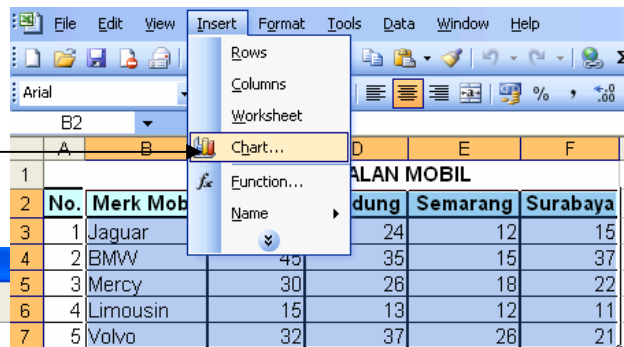 File Edit View Insert Format Tools Data Window Help
Rows
Arial
Columns
% ,
Worksheet
B2
Chart...
A B D E F
Function...
1 ALAN MOBIL
Name
2 No. Merk Mob dung Semarang Surabaya
3 1 Jaguar 24 12 15
4 2 BMW 45 35 15 37
5 3 Mercy 30 26 18 22
6 4 Limousin 15 13 12 11
7 5 Volvo 32 37 26 21